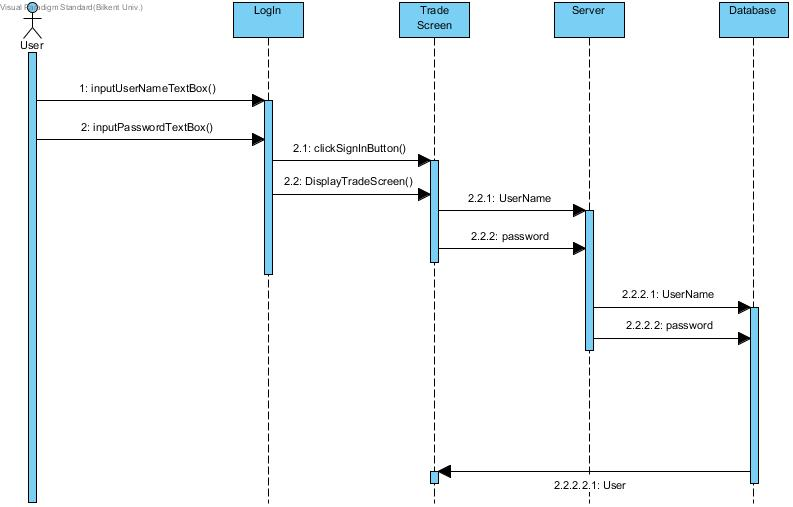 Visual Paradigm Standard(Bilkent Univ.)
LogIn
Trade
Screen
Server
Database
User
1: inputUserNameTextBox()
2: inputPasswordTextBox()
2.1: clickSignInButton()
2.2: DisplayTradeScreen()
2.2.1: UserName
2.2.2: password
2.2.2.1: UserName
2.2.2.2: password
2.2.2.2.1: User